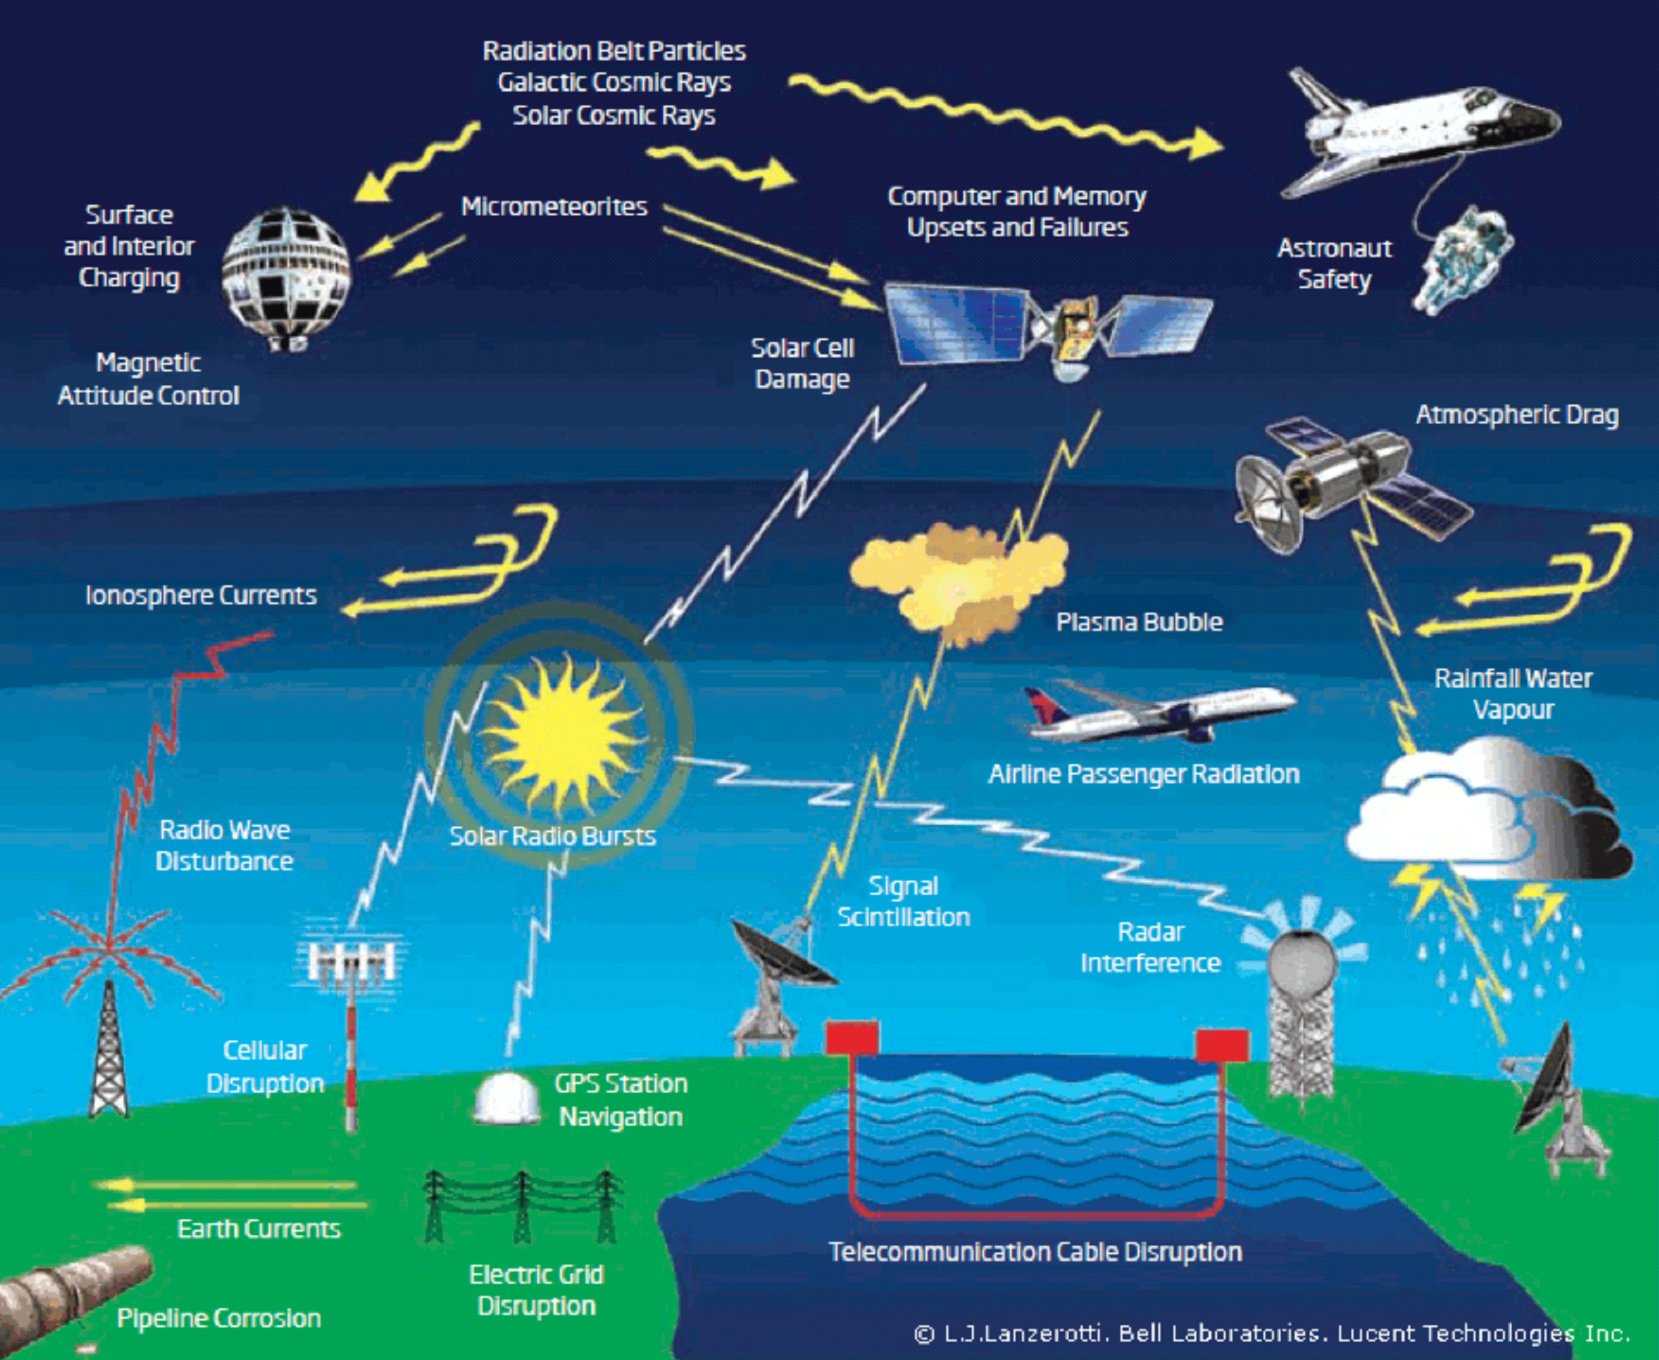 Radiation Belt Particles
Galactic Cosmic Rays
Solar Cosmic Rays
Micrometeorites
Surface
and Interior
Charging
Magnetic
Attitude Control
Computer and Memory
Upsets and Failures
Astronaut
Safety
Solar Cell
Damage
Atmospheric Drag
Ionosphere Currents
Plasma Bubble
Rainfall Water
Vapour
Airline Passenger Radiation
Radio Wave
Disturbance
Solar Radio Bursts
Signal
Scintillation
Radar
Interference
Cellular
Disruption
GPS Station
Navigation
Earth Currents
Electric Grid
Disruption
Telecommunication Cable Disruption
Pipeline Corrosion
© L.J.Lanzerotti. Bell Laboratories. Lucent Technologies Inc.